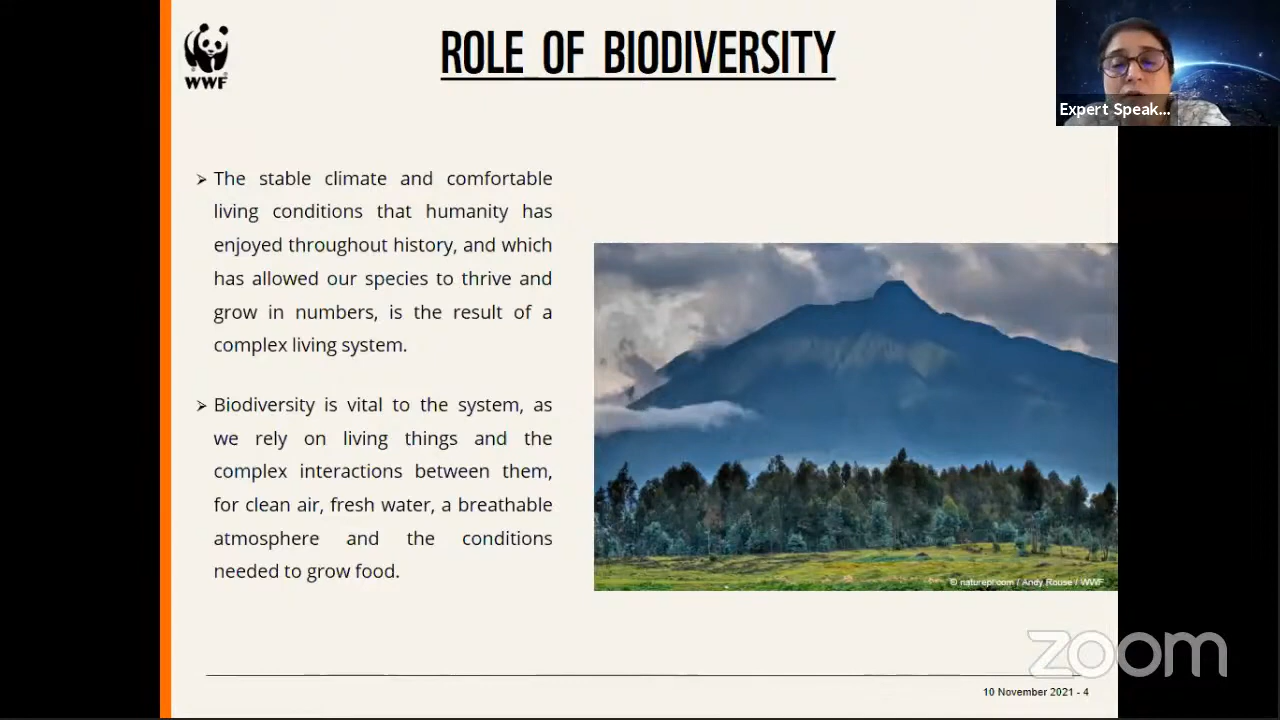 WWF
ROLE OF BIODIVERSITY
Expert Speak...
➢ The stable climate and comfortable
living conditions that humanity has
enjoyed throughout history, and which
has allowed our species to thrive and
grow in numbers, is the result of a
complex living system.
➢ Biodiversity is vital to the system, as
we rely on living things and the
complex interactions between them,
for clean air, fresh water, a breathable
atmosphere and the conditions
needed to grow food.
© naturepl.com / Andy Rouse / WWF
zoom
10 November 2021 - 4